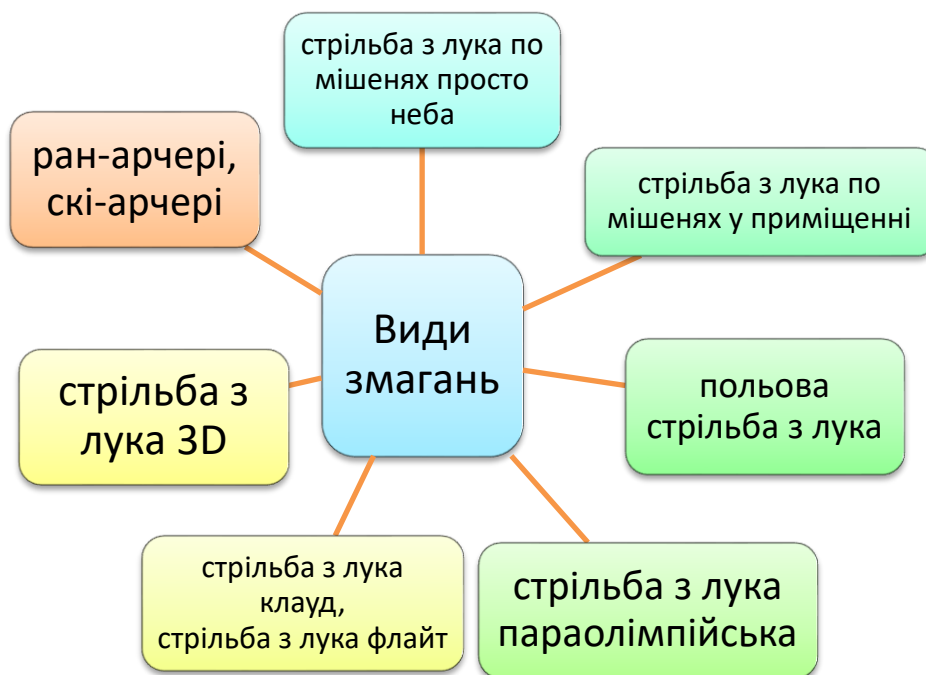 стрільба з лука по
мішенях просто
неба
ран-арчері,
скі-арчері
стрільба з лука по
мішенях у приміщенні
Види
змагань
стрільба з
лука 3D
польова
стрільба з лука
стрільба з лука
клауд,
стрільба з лука флайт
стрільба з лука
параолімпійська